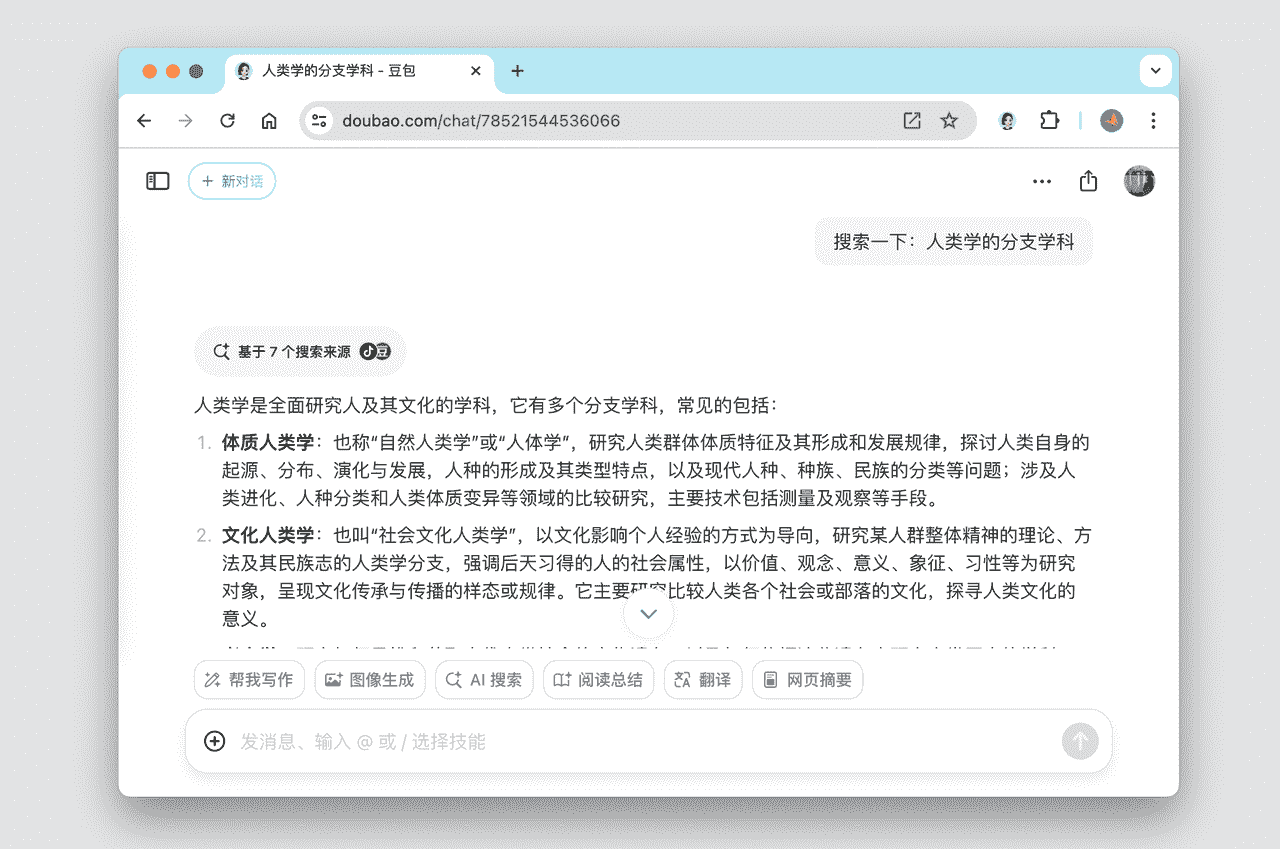 人类学的分支学科 - 豆包
doubao.com/chat/78521544536066
新对话
搜索一下：人类学的分支学科
基于 7 个搜索来源
豆
人类学是全面研究人及其文化的学科，它有多个分支学科，常见的包括：
1. 体质人类学：也称“自然人类学”或“人体学”，研究人类群体体质特征及其形成和发展规律，探讨人类自身的
起源、分布、演化与发展，人种的形成及其类型特点，以及现代人种、种族、民族的分类等问题；涉及人
类进化、人种分类和人类体质变异等领域的比较研究，主要技术包括测量及观察等手段。
2. 文化人类学：也叫“社会文化人类学”，以文化影响个人经验的方式为导向，研究某人群整体精神的理论、方
法及其民族志的人类学分支，强调后天习得的人的社会属性，以价值、观念、意义、象征、习性等为研究
对象，呈现文化传承与传播的样态或规律。它主要研究比较人类各个社会或部落的文化，探寻人类文化的
意义。
帮我写作 图像生成 AI 搜索 阅读总结 翻译 网页摘要
发消息、输入 @ 或 / 选择技能